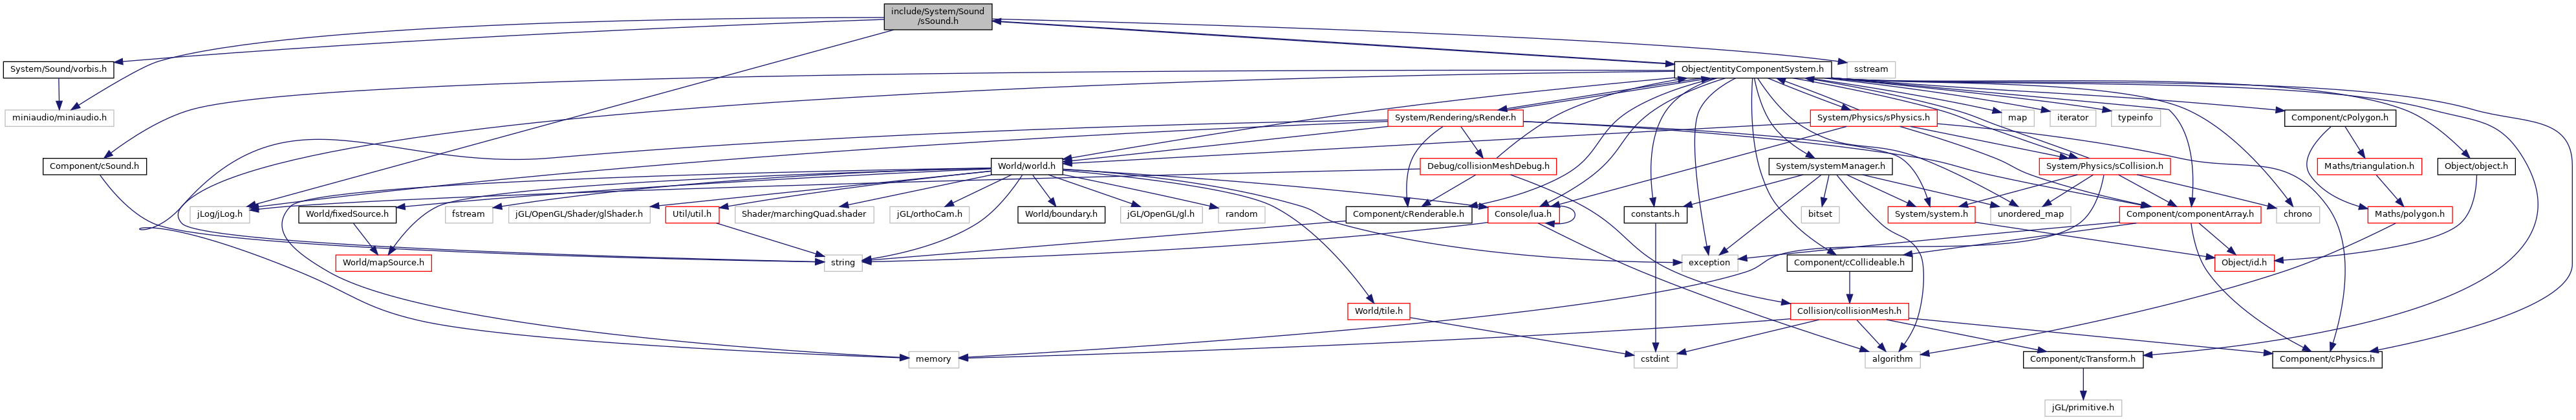 include/System/Sound
/sSound.h
System/Sound/vorbis.h
Object/entityComponentSystem.h
sstream
miniaudio/miniaudio.h
System/Rendering/sRender.h
System/Physics/sPhysics.h
map
iterator
typeinfo
Component/cPolygon.h
Component/cSound.h
World/world.h
Debug/collisionMeshDebug.h
System/systemManager.h
System/Physics/sCollision.h
Maths/triangulation.h
Object/object.h
jLog/jLog.h
World/fixedSource.h
fstream
jGL/OpenGL/Shader/glShader.h
Util/util.h
Shader/marchingQuad.shader
jGL/orthoCam.h
World/boundary.h
jGL/OpenGL/gl.h
random
Component/cRenderable.h
Console/lua.h
constants.h
bitset
System/system.h
unordered_map
Component/componentArray.h
chrono
Maths/polygon.h
World/mapSource.h
string
exception
Component/cCollideable.h
Object/id.h
World/tile.h
Collision/collisionMesh.h
memory
cstdint
algorithm
Component/cTransform.h
Component/cPhysics.h
jGL/primitive.h